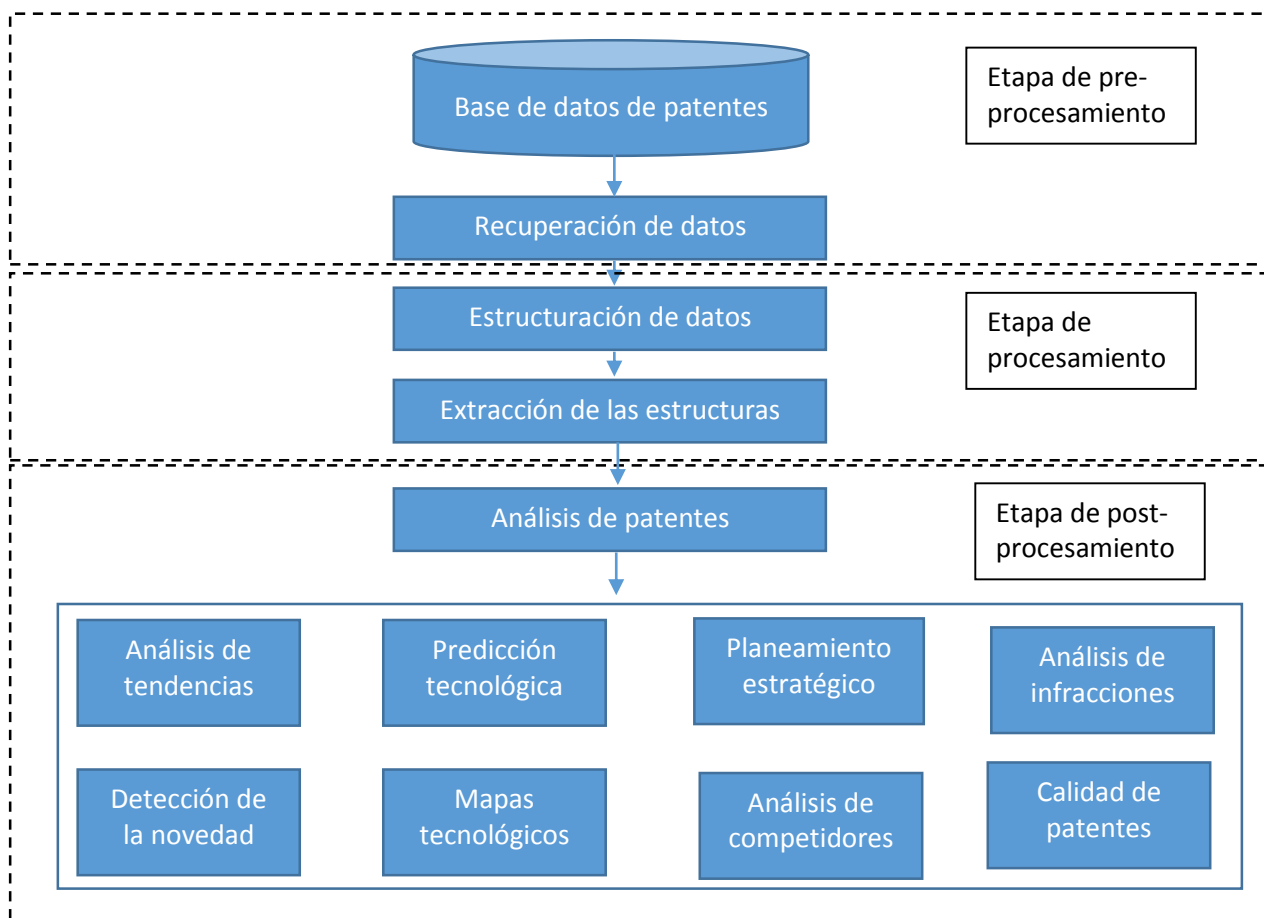 Base de datos de patentes
Etapa de pre-
procesamiento
Recuperación de datos
Estructuración de datos
Etapa de
procesamiento
Extracción de las estructuras
Análisis de patentes
Etapa de post-
procesamiento
Análisis de
tendencias
Predicción
tecnológica
Planeamiento
estratégico
Análisis de
infracciones
Detección de
la novedad
Mapas
tecnológicos
Análisis de
competidores
Calidad de
patentes